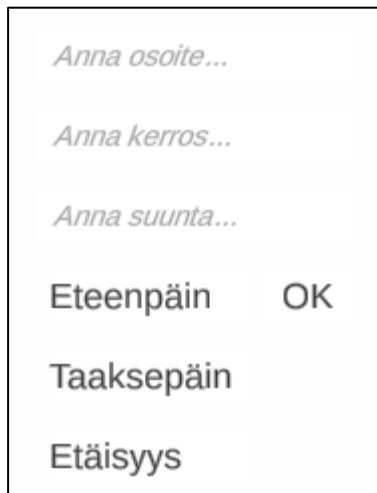 Anna osoite...
Anna kerros...
Anna suunta...
Eteenpäin OK
Taaksepäin
Etäisyys